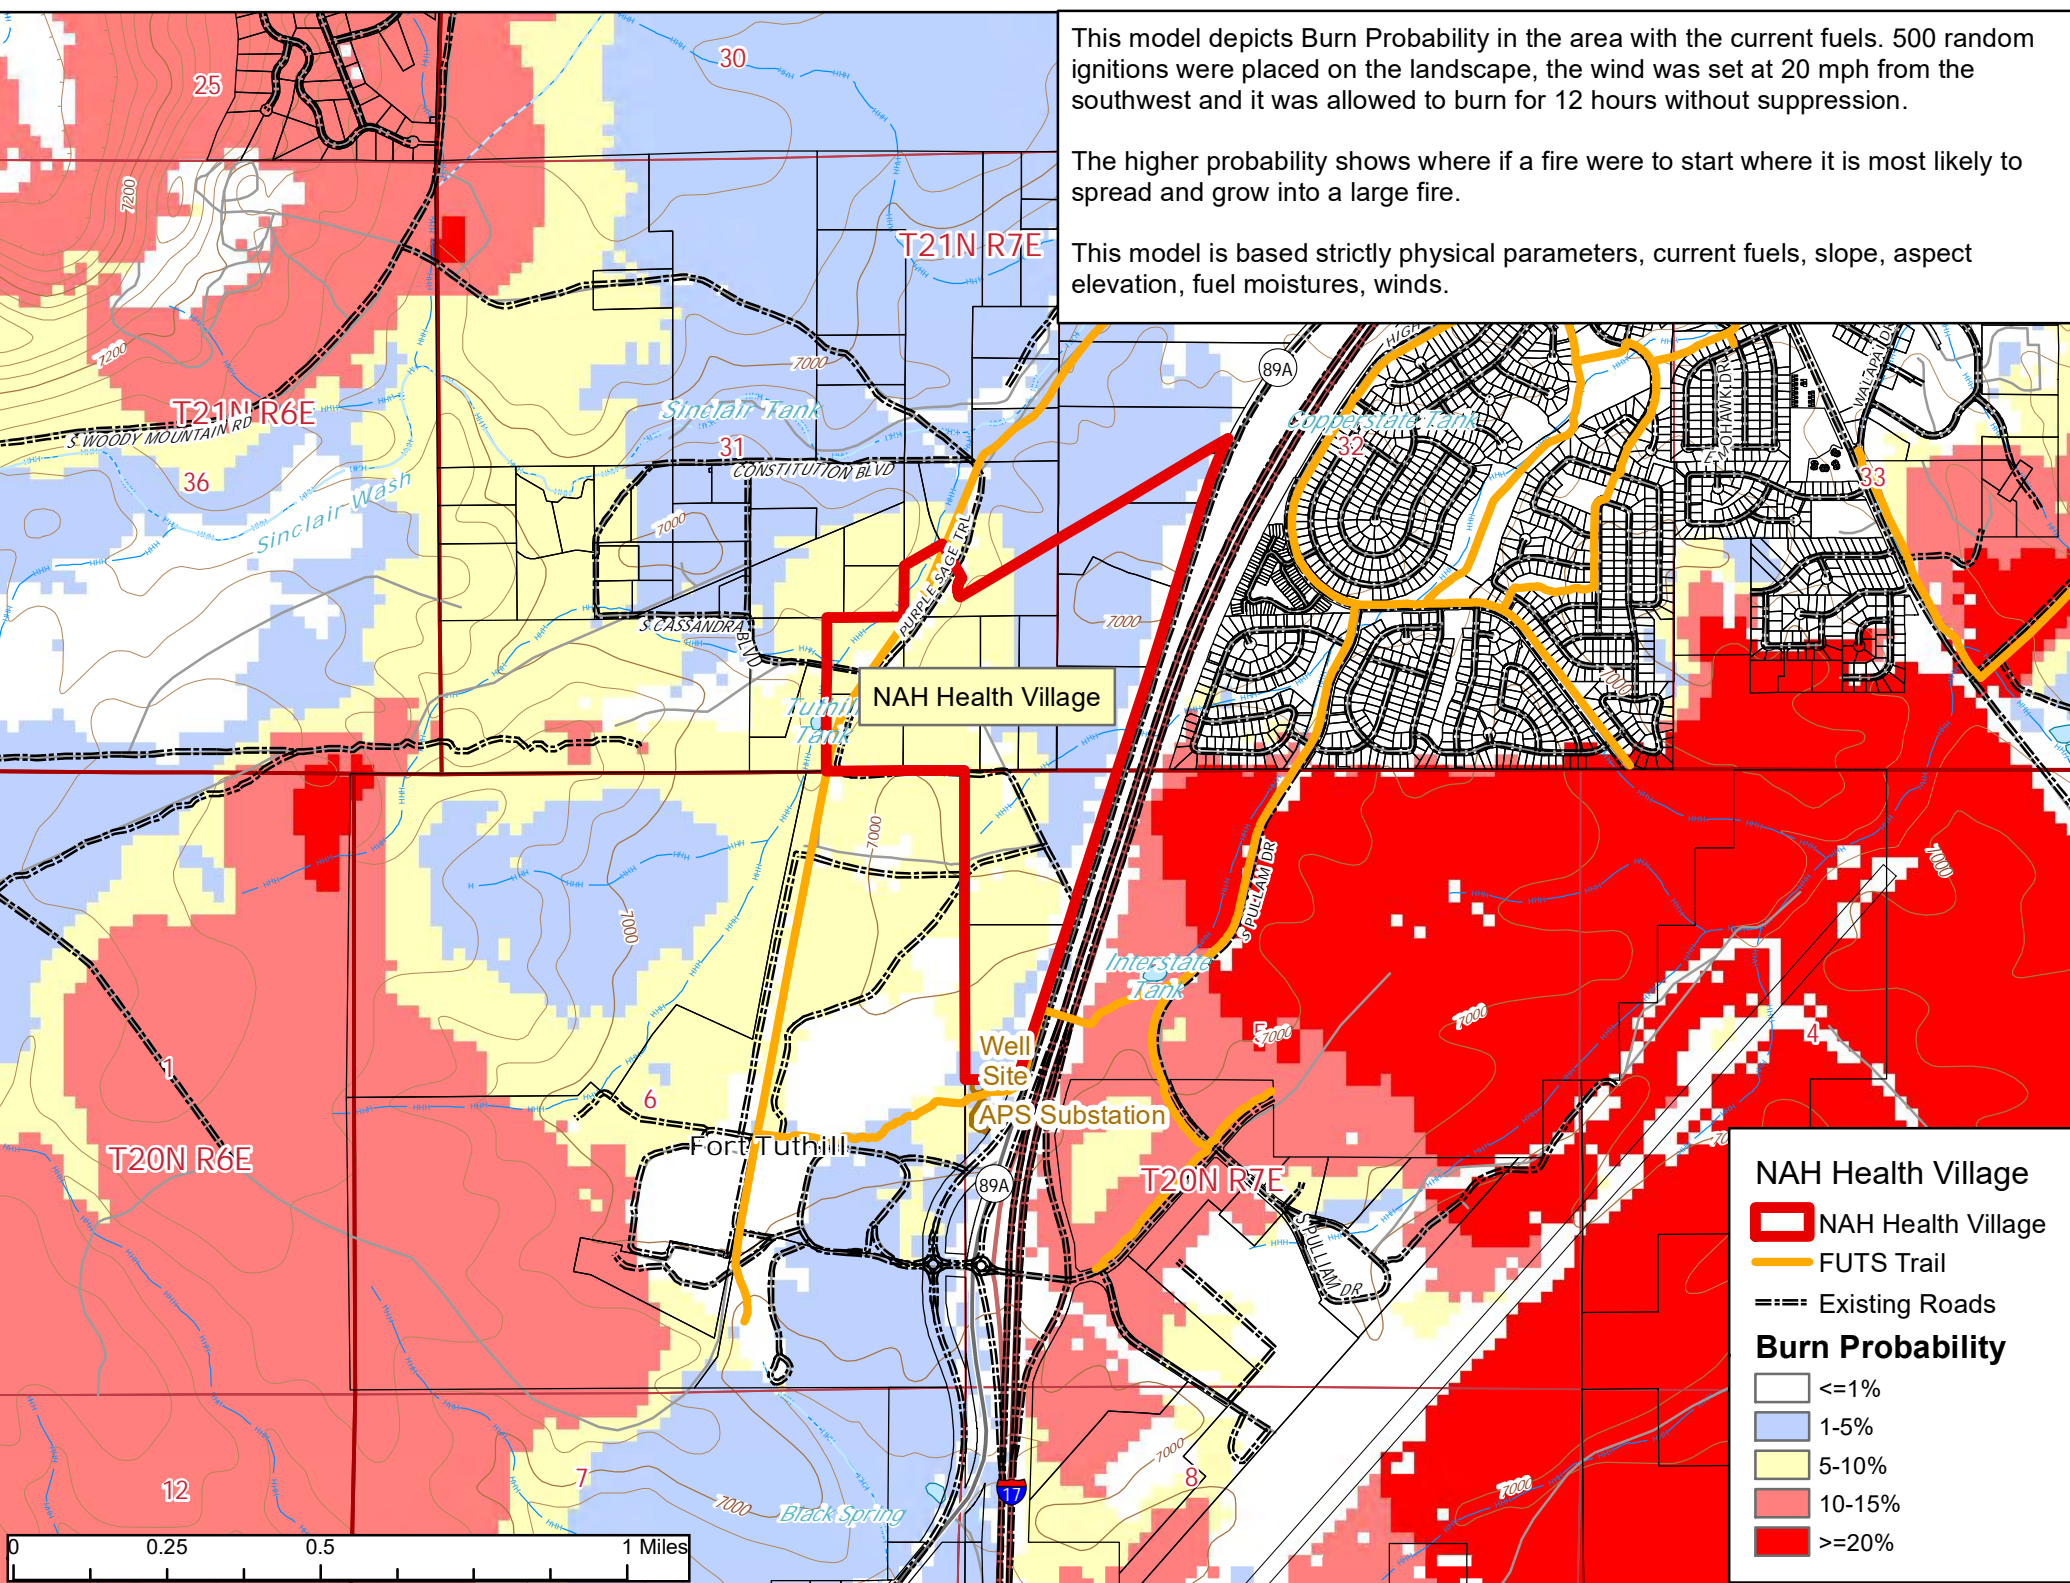 This model depicts Burn Probability in the area with the current fuels. 500 random
ignitions were placed on the landscape, the wind was set at 20 mph from the
southwest and it was allowed to burn for 12 hours without suppression.
The higher probability shows where if a fire were to start where it is most likely to
spread and grow into a large fire.
This model is based strictly physical parameters, current fuels, slope, aspect
elevation, fuel moistures, winds.
25
30
7200
T21N R7E
7200
7000
89A
HIGH
MOHAWK DR
WALAPAI DR
T21N R6E
S WOODY MOUNTAIN RD
Sinclair Tank
Copperstate Tank
31
32
33
CONSTITUTION BLVD
36
Sinclair Wash
7000
PURPLE SAGE TRL
S CASSANDRA
BLVD
7000
NAH Health Village
7000
Tuthill
Tank
7000
7000
7000
S PULLAM DR
7000
Interstate
Tank
5
7000
7000
4
Well
Site
1
6
APS Substation
Fort Tuthill
T20N R6E
89A
T20N R7E
70
S PULLIAM DR
NAH Health Village
NAH Health Village
FUTS Trail
Existing Roads
Burn Probability
<=1%
1-5%
5-10%
10-15%
>=20%
12
7
7000
Black Spring
17
7000
8
7000
0 0.25 0.5 1 Miles